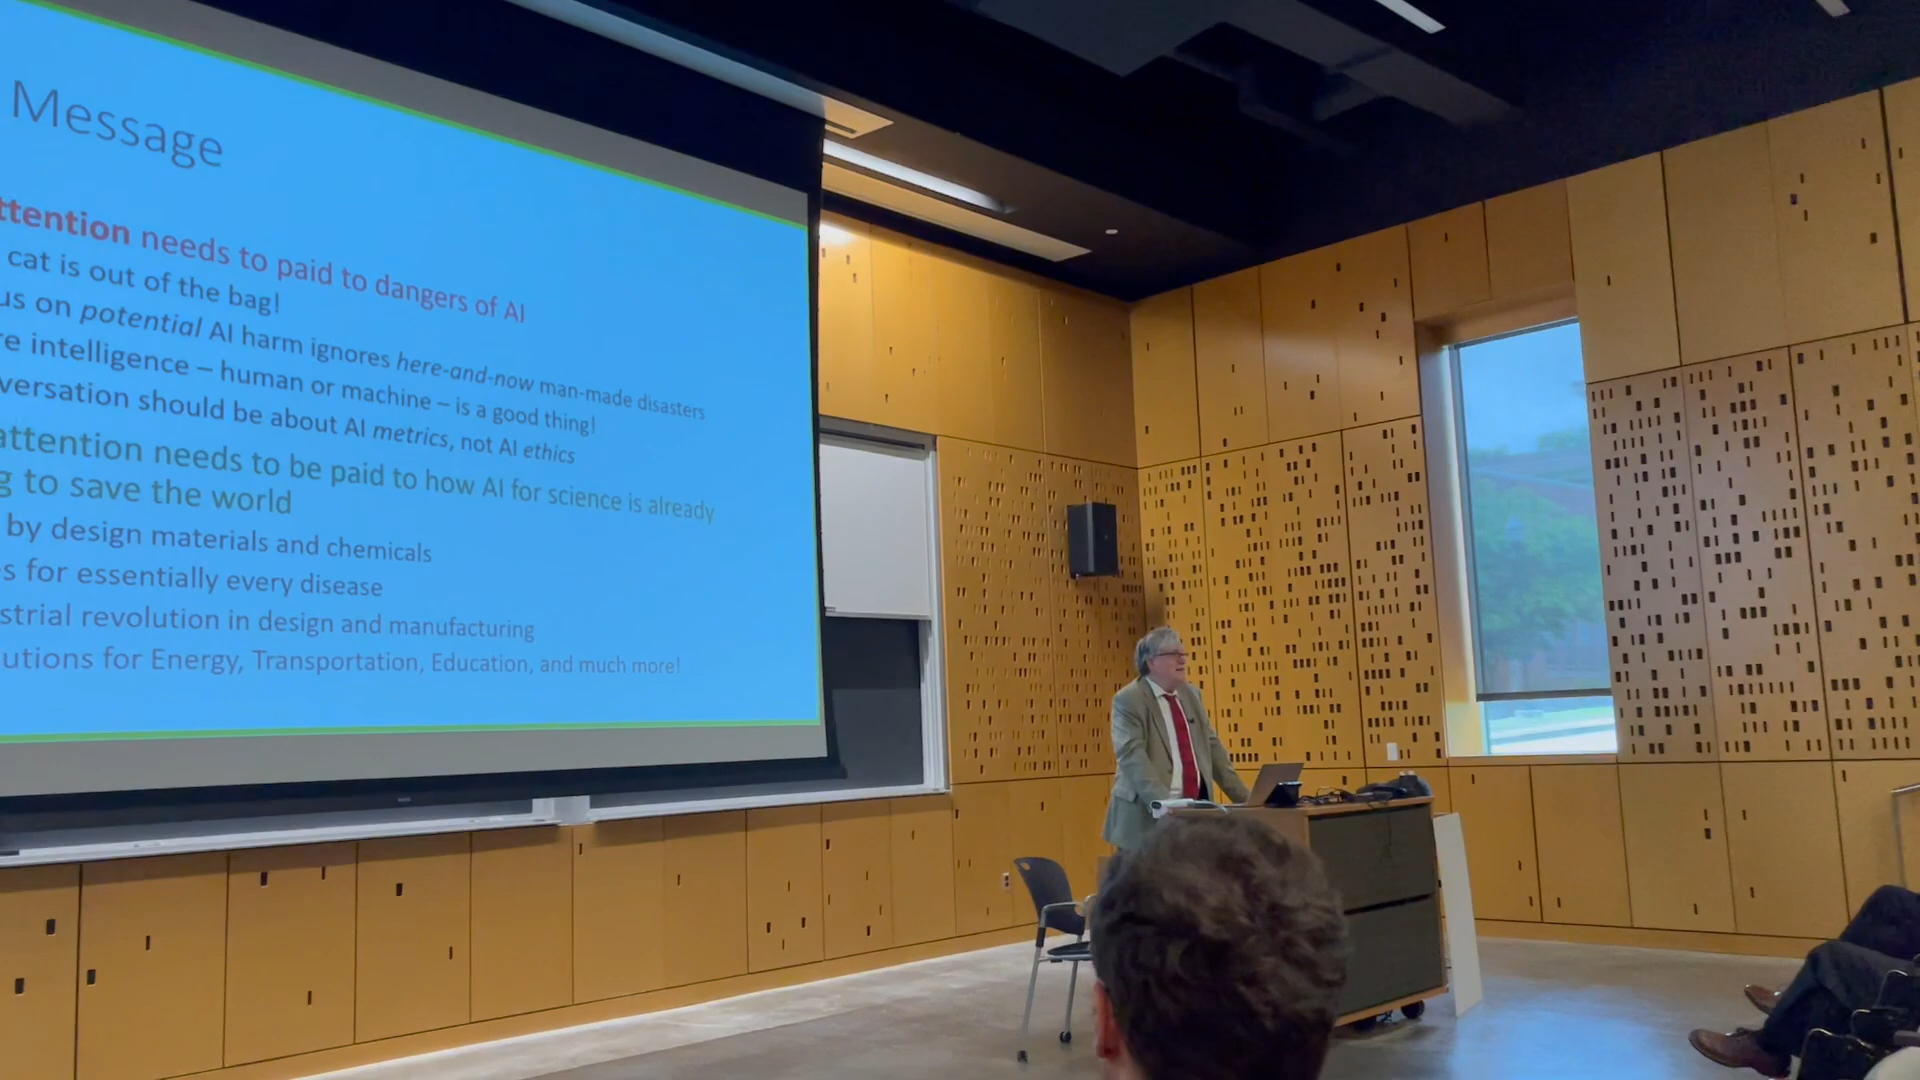 Message
ttention needs to paid to dangers of AI
cat is out of the bag!
us on potential AI harm ignores here-and-now man-made disasters
re intelligence – human or machine – is a good thing!
versation should be about AI metrics, not AI ethics
attention needs to be paid to how AI for science is already
g to save the world
by design materials and chemicals
s for essentially every disease
strial revolution in design and manufacturing
utions for Energy, Transportation, Education, and much more!